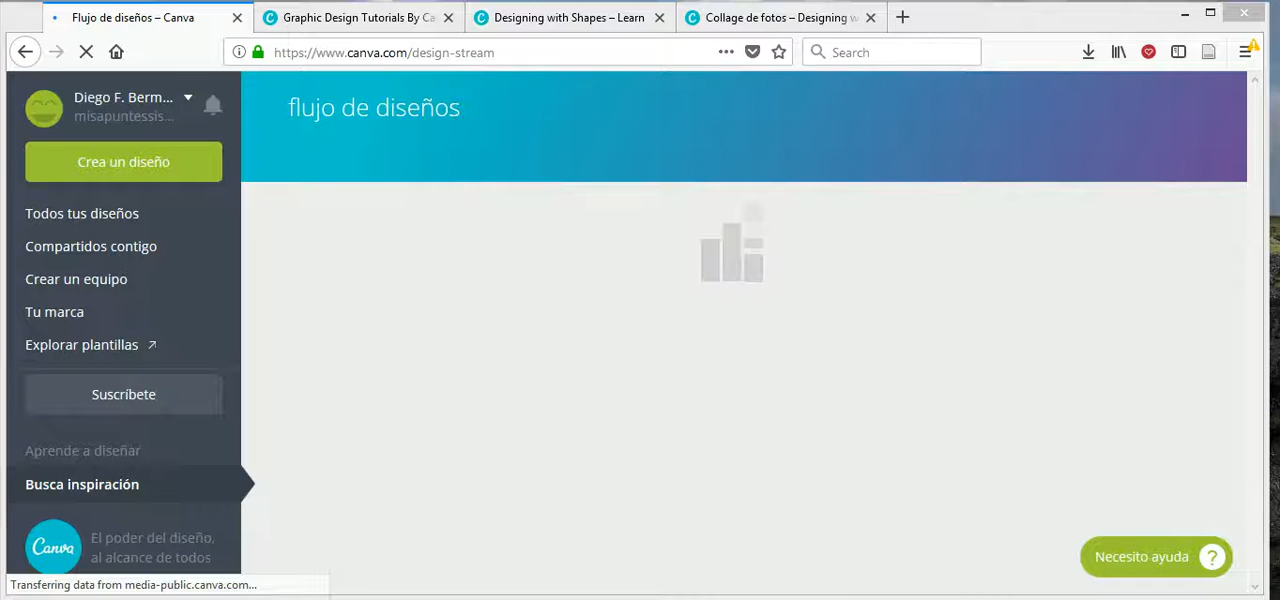 Flujo de diseños – Canva
Graphic Design Tutorials By Ca
Designing with Shapes – Learn
Collage de fotos – Designing w
https://www.canva.com/design-stream
Search
Diego F. Berm...
misapuntessis...
flujo de diseños
Crea un diseño
Todos tus diseños
Compartidos contigo
Crear un equipo
Tu marca
Explorar plantillas
Suscríbete
Aprende a diseñar
Busca inspiración
Canva
El poder del diseño,
al alcance de todos
Necesito ayuda ?
Transferring data from media-public.canva.com...